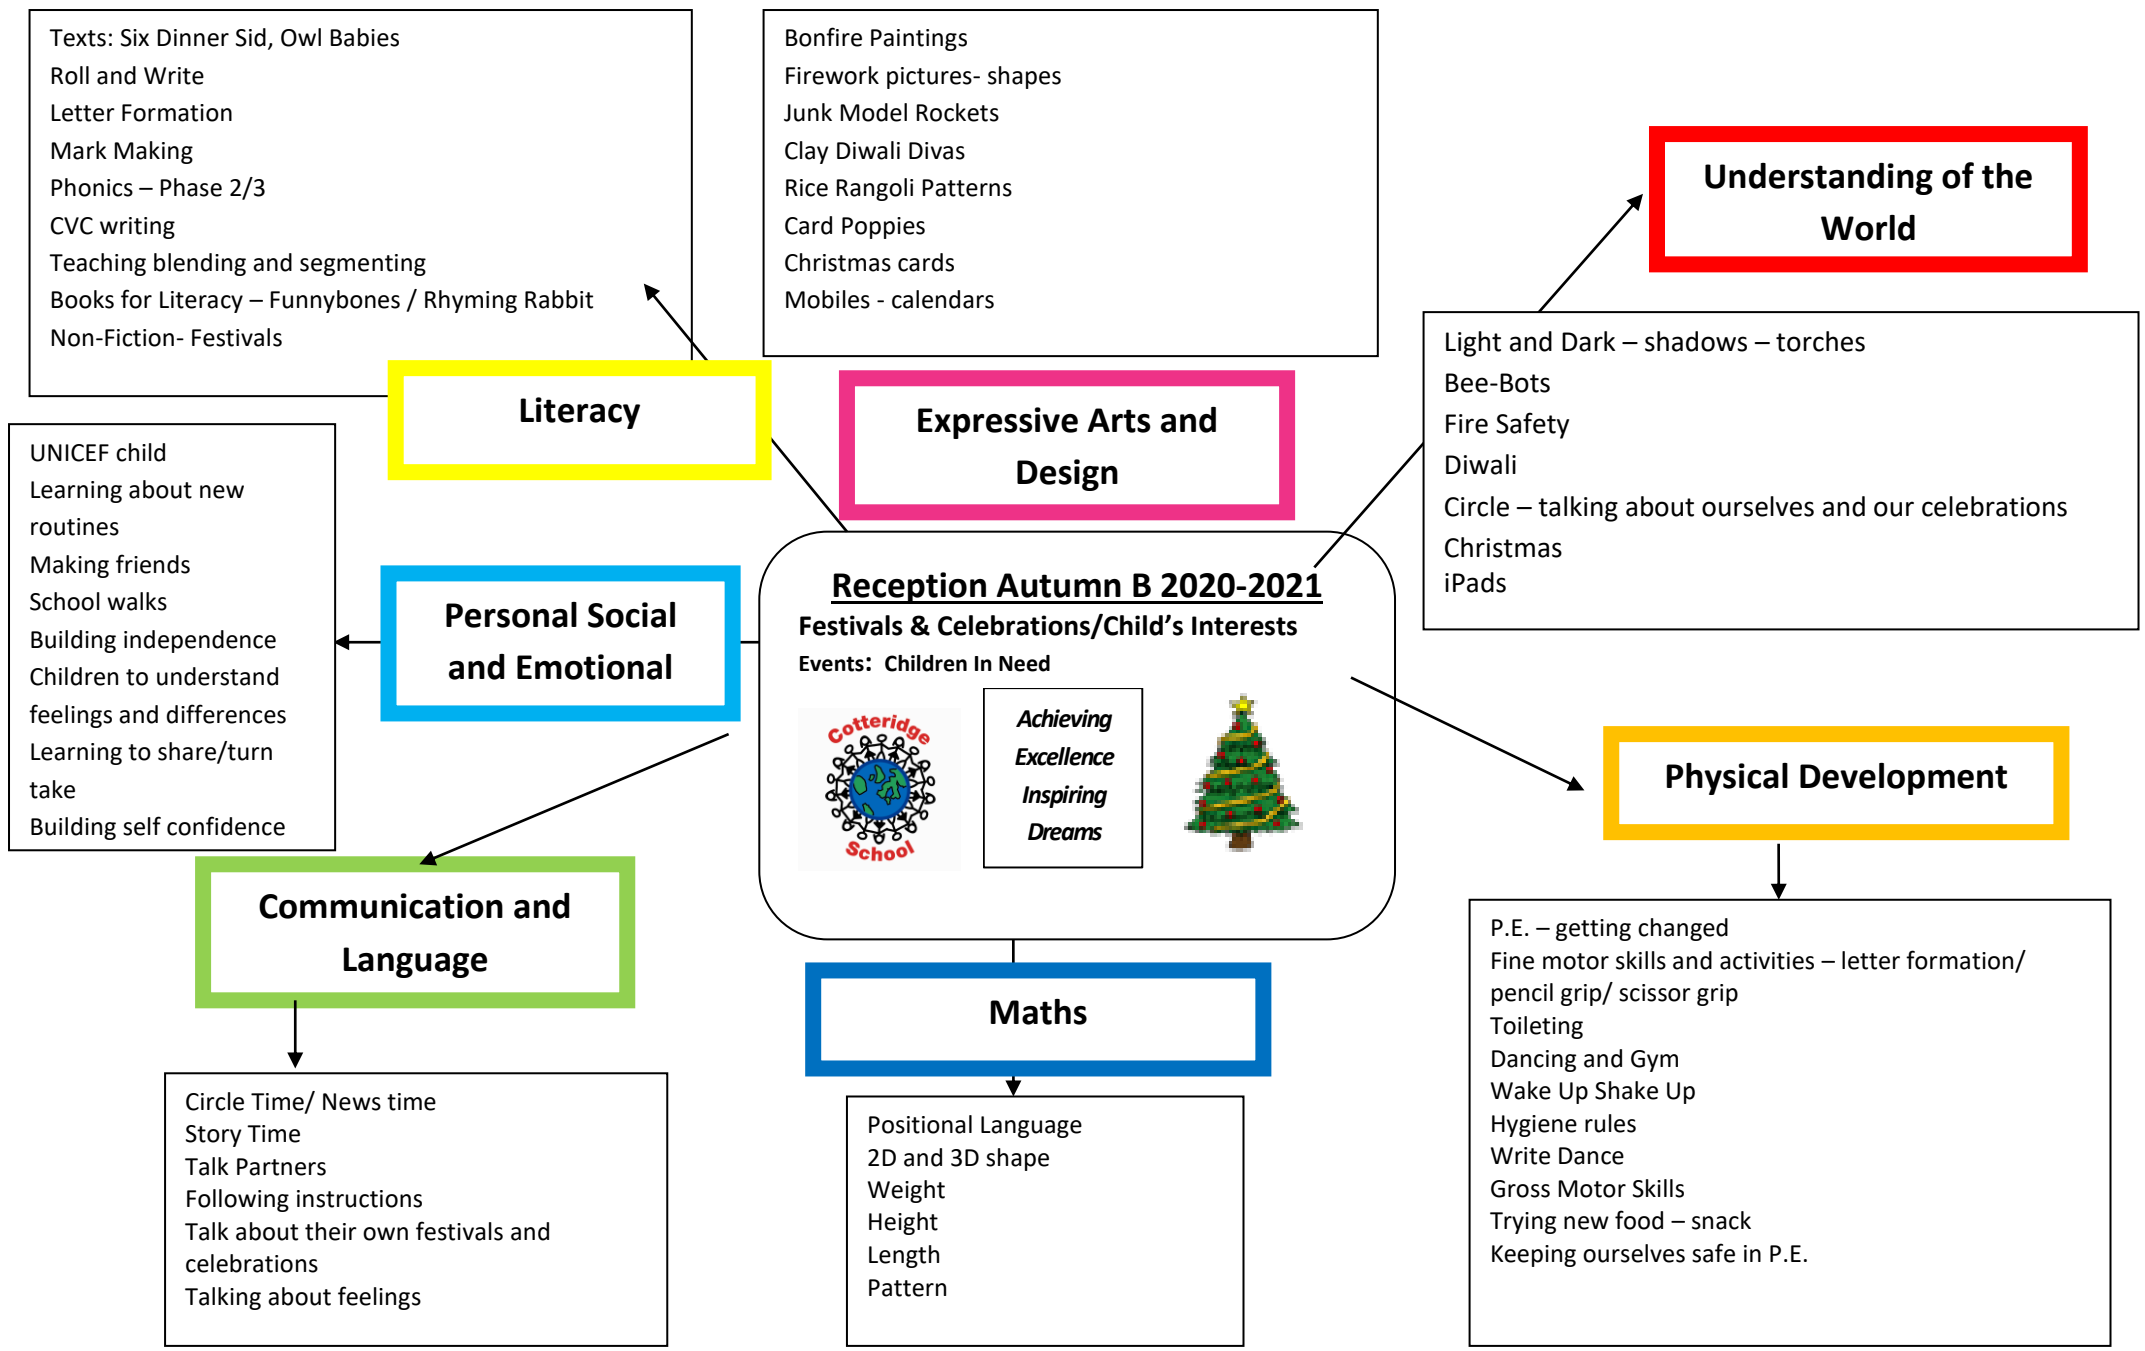 Texts: Six Dinner Sid, Owl Babies
Roll and Write
Letter Formation
Mark Making
Phonics – Phase 2/3
CVC writing
Teaching blending and segmenting
Books for Literacy – Funnybones / Rhyming Rabbit
Non-Fiction- Festivals
Literacy
Bonfire Paintings
Firework pictures- shapes
Junk Model Rockets
Clay Diwali Divas
Rice Rangoli Patterns
Card Poppies
Christmas cards
Mobiles - calendars
Expressive Arts and
Design
Understanding of the
World
Light and Dark – shadows – torches
Bee-Bots
Fire Safety
Diwali
Circle – talking about ourselves and our celebrations
Christmas
iPads
UNICEF child
Learning about new
routines
Making friends
School walks
Building independence
Children to understand
feelings and differences
Learning to share/turn
take
Building self confidence
Personal Social
and Emotional
Reception Autumn B 2020-2021
Festivals & Celebrations/Child’s Interests
Events: Children In Need
Cotteridge
School
Achieving
Excellence
Inspiring
Dreams
Physical Development
P.E. – getting changed
Fine motor skills and activities – letter formation/
pencil grip/ scissor grip
Toileting
Dancing and Gym
Wake Up Shake Up
Hygiene rules
Write Dance
Gross Motor Skills
Trying new food – snack
Keeping ourselves safe in P.E.
Communication and
Language
Circle Time/ News time
Story Time
Talk Partners
Following instructions
Talk about their own festivals and
celebrations
Talking about feelings
Maths
Positional Language
2D and 3D shape
Weight
Height
Length
Pattern